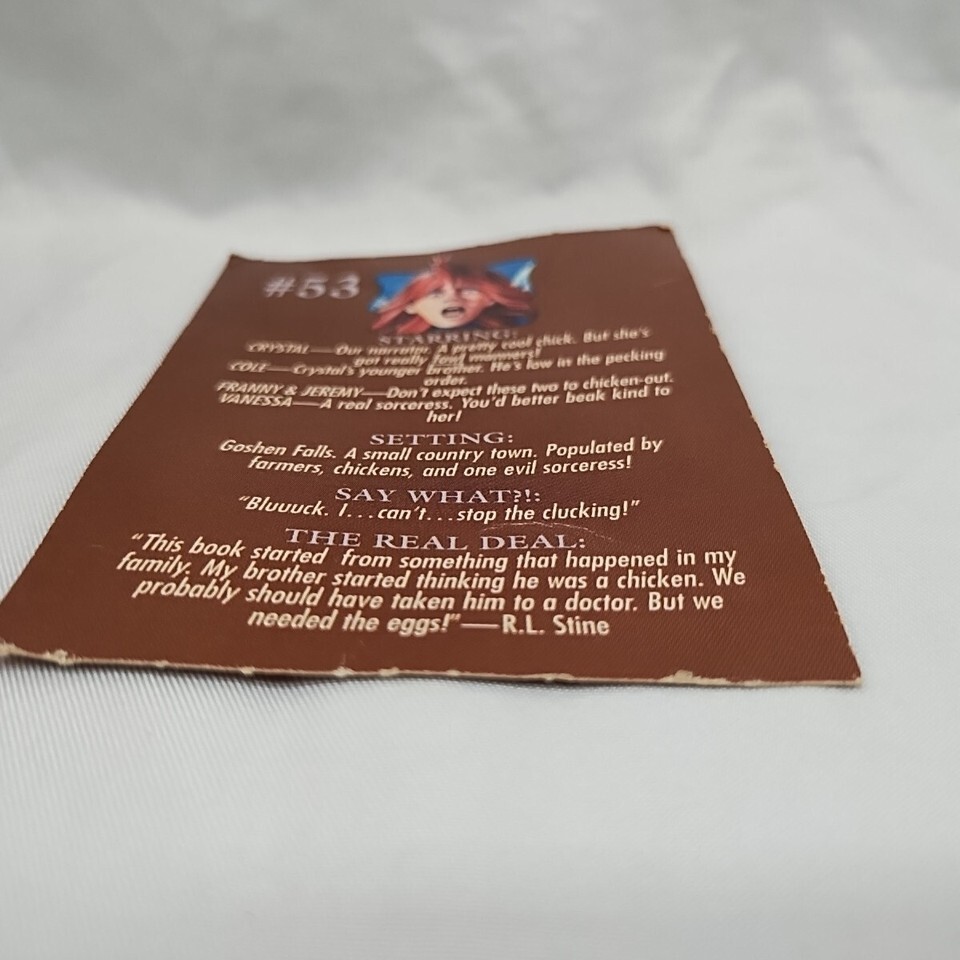 #53
STARRING:
CRYSTAL—Our narrator. A pretty cool chick. But she's
got really fowl manners!
COLE—Crystal's younger brother. He's low in the pecking
order.
FRANNY & JEREMY—Don't expect these two to chicken-out.
VANESSA—A real sorceress. You'd better beak kind to
her!
SETTING:
Goshen Falls. A small country town. Populated by
farmers, chickens, and one evil sorceress!
SAY WHAT?!:
"Bluuuck. I...can't...stop the clucking!"
THE REAL DEAL:
"This book started from something that happened in my
family. My brother started thinking he was a chicken. We
probably should have taken him to a doctor. But we
needed the eggs!"—R.L. Stine